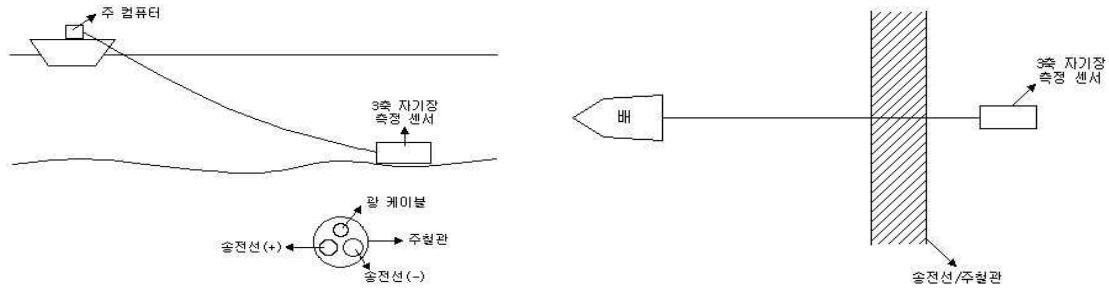 주 컴퓨터
3축 자기장
측정 센서
광 케이블
송전선(+)
주철관
송전선(-)
배
3축 자기장
측정 센서
송전선/주철관